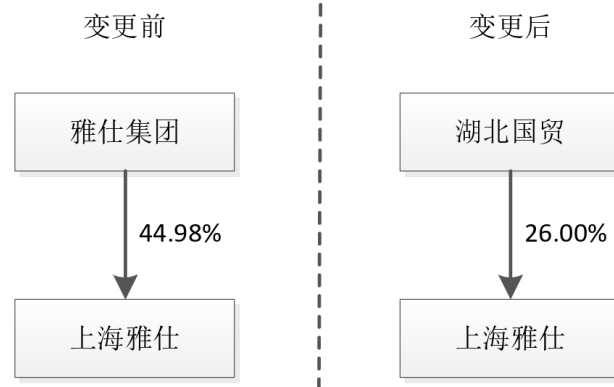 变更前
变更后
雅仕集团
湖北国贸
44.98%
26.00%
上海雅仕
上海雅仕